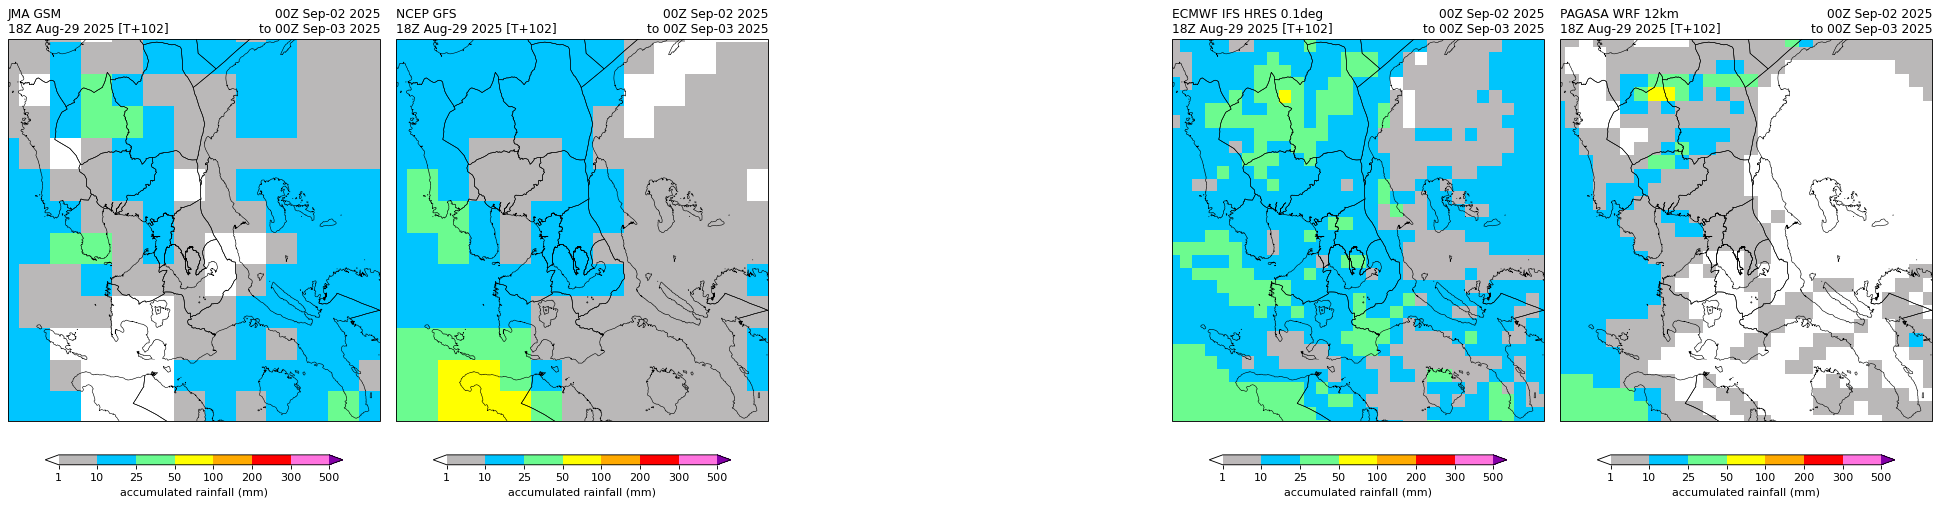 JMA GSM 00Z Sep-02 2025
18Z Aug-29 2025 [T+102] to 00Z Sep-03 2025
1 10 25 50 100 200 300 500
accumulated rainfall (mm)
NCEP GFS 00Z Sep-02 2025
18Z Aug-29 2025 [T+102] to 00Z Sep-03 2025
1 10 25 50 100 200 300 500
accumulated rainfall (mm)
ECMWF IFS HRES 0.1deg 00Z Sep-02 2025
18Z Aug-29 2025 [T+102] to 00Z Sep-03 2025
1 10 25 50 100 200 300 500
accumulated rainfall (mm)
PAGASA WRF 12km 00Z Sep-02 2025
18Z Aug-29 2025 [T+102] to 00Z Sep-03 2025
1 10 25 50 100 200 300 500
accumulated rainfall (mm)